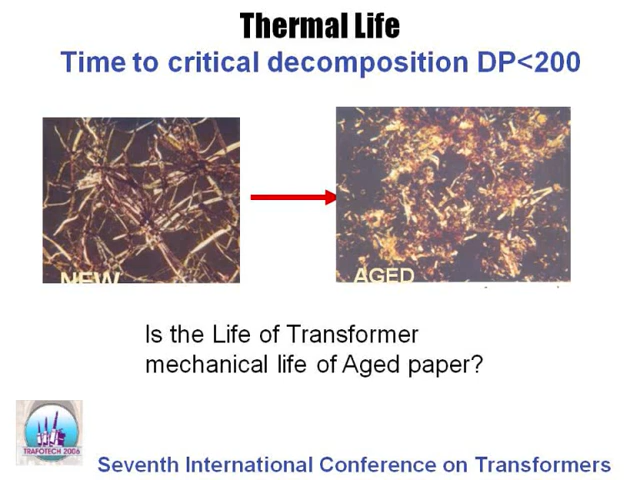 Thermal Life
Time to critical decomposition DP<200
NEW
AGED
Is the Life of Transformer
mechanical life of Aged paper?
TRAFOTECH 2006
Seventh International Conference on Transformers